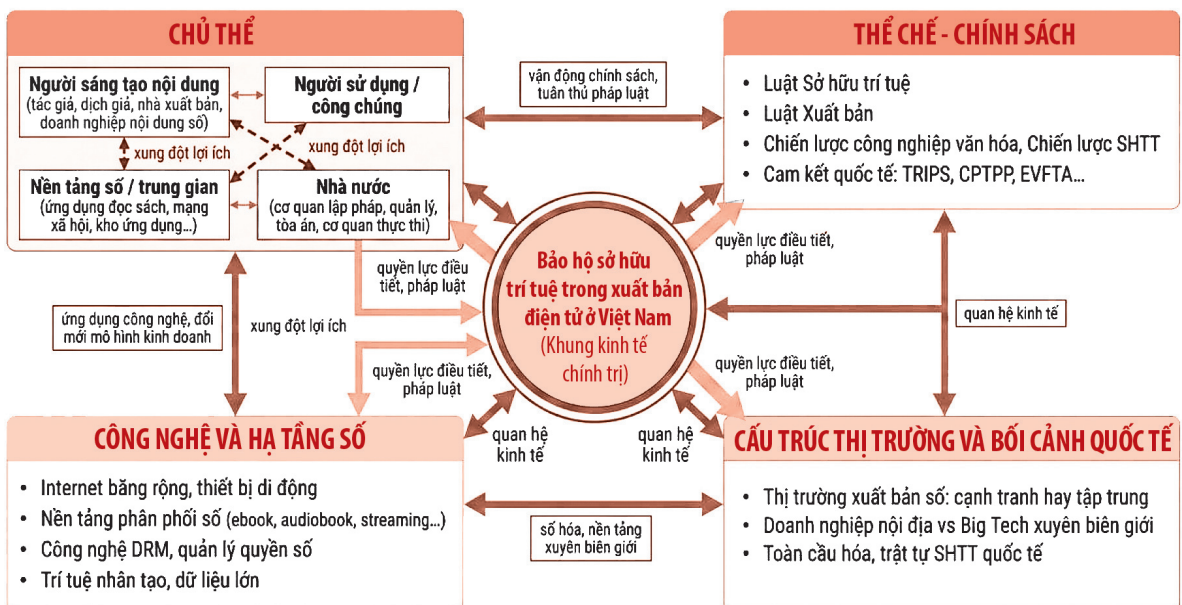 CHỦ THỂ
Người sáng tạo nội dung
(tác giả, dịch giả, nhà xuất bản,
doanh nghiệp nội dung số)
Người sử dụng /
công chúng
xung đột lợi ích
xung đột lợi ích
Nền tảng số / trung gian
(ứng dụng đọc sách, mạng
xã hội, kho ứng dụng...)
Nhà nước
(cơ quan lập pháp, quản lý,
tòa án, cơ quan thực thi)
vận động chính sách,
tuân thủ pháp luật
THỂ CHẾ - CHÍNH SÁCH
• Luật Sở hữu trí tuệ
• Luật Xuất bản
• Chiến lược công nghiệp văn hóa, Chiến lược SHTT
• Cam kết quốc tế: TRIPS, CPTPP, EVFTA...
quyền lực điều
tiết, pháp luật
quyền lực điều tiết,
pháp luật
Bảo hộ sở hữu
trí tuệ trong xuất bản
điện tử ở Việt Nam
(Khung kinh tế
chính trị)
ứng dụng công nghệ, đổi
mới mô hình kinh doanh
xung đột lợi ích
quan hệ kinh tế
quyền lực điều tiết,
pháp luật
quyền lực điều tiết,
pháp luật
quan hệ
kinh tế
quan hệ
kinh tế
CÔNG NGHỆ VÀ HẠ TẦNG SỐ
• Internet băng rộng, thiết bị di động
• Nền tảng phân phối số (ebook, audiobook, streaming...)
• Công nghệ DRM, quản lý quyền số
• Trí tuệ nhân tạo, dữ liệu lớn
số hóa, nền tảng
xuyên biên giới
CẤU TRÚC THỊ TRƯỜNG VÀ BỐI CẢNH QUỐC TẾ
• Thị trường xuất bản số: cạnh tranh hay tập trung
• Doanh nghiệp nội địa vs Big Tech xuyên biên giới
• Toàn cầu hóa, trật tự SHTT quốc tế